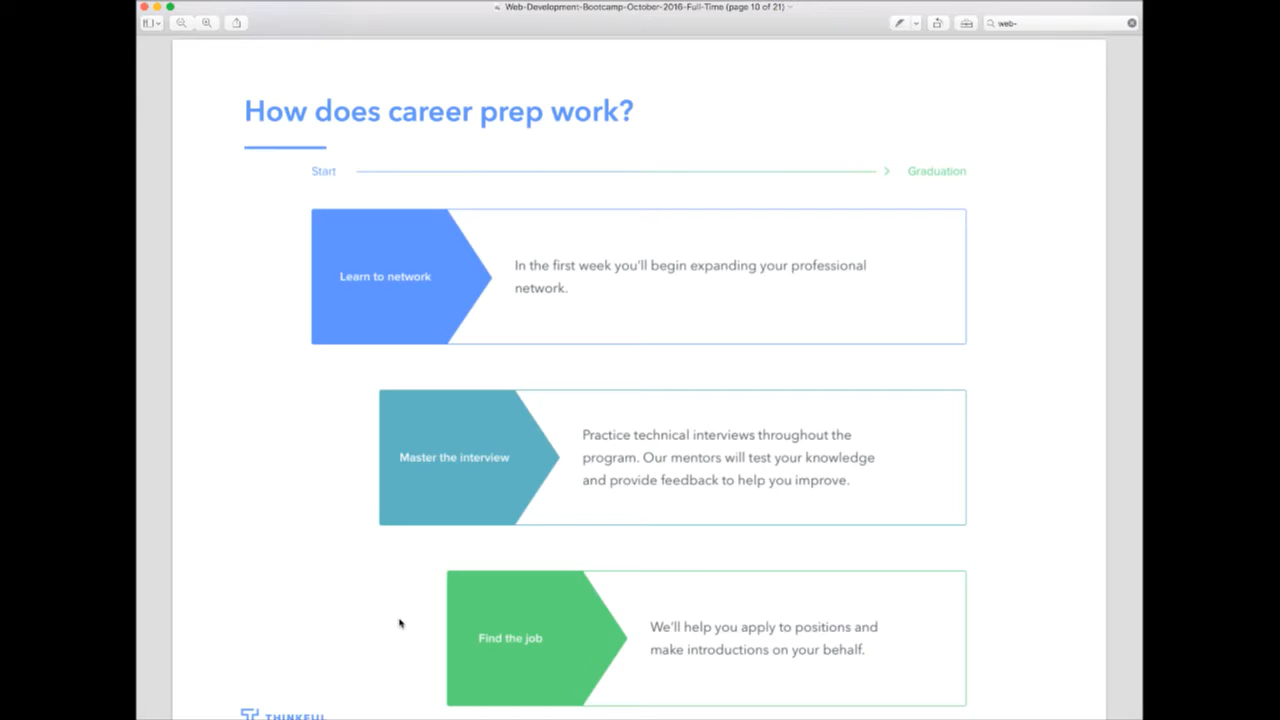 Web-Development-Bootcamp-October-2016-Full-Time (page 10 of 21)
web-
How does career prep work?
Start
Graduation
Learn to network
In the first week you'll begin expanding your professional
network.
Master the interview
Practice technical interviews throughout the
program. Our mentors will test your knowledge
and provide feedback to help you improve.
Find the job
We'll help you apply to positions and
make introductions on your behalf.
THINKFUL